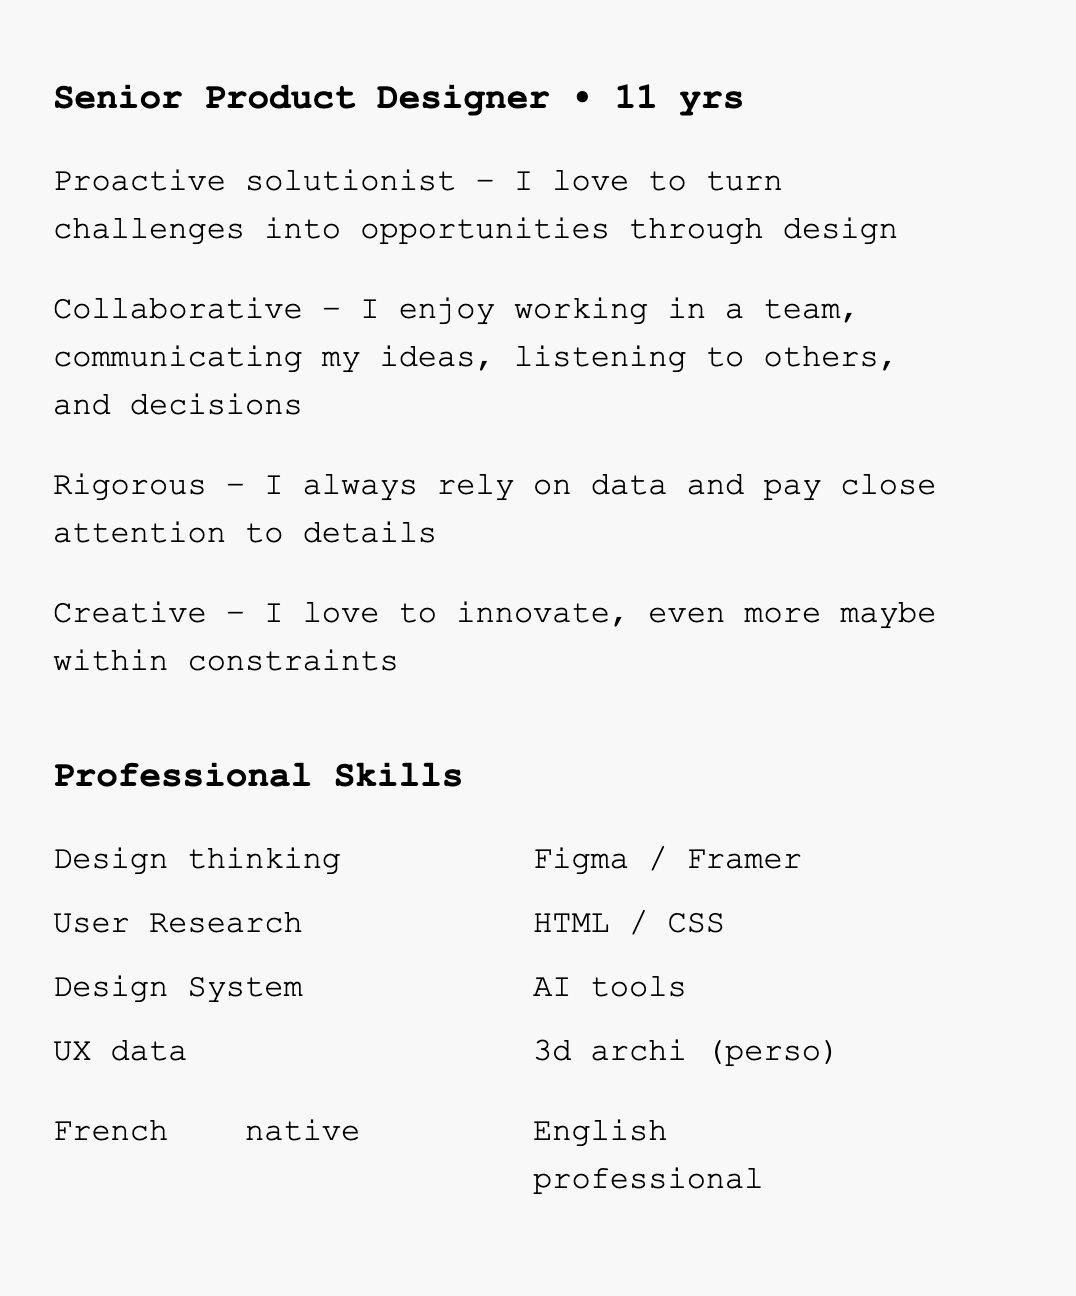 Senior Product Designer • 11 yrs
Proactive solutionist – I love to turn
challenges into opportunities through design
Collaborative – I enjoy working in a team,
communicating my ideas, listening to others,
and decisions
Rigorous – I always rely on data and pay close
attention to details
Creative – I love to innovate, even more maybe
within constraints
Professional Skills
Design thinking
User Research
Design System
UX data
French native
Figma / Framer
HTML / CSS
AI tools
3d archi (perso)
English
professional